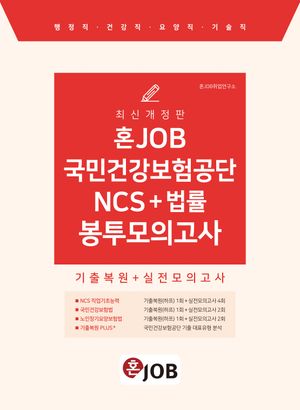 행정직 · 건강직 · 요양직 · 기술직
혼JOB취업연구소
최신개정판
혼JOB
국민건강보험공단
NCS + 법률
봉투모의고사
기출복원 + 실전모의고사
■ NCS 직업기초능력 기출복원(하프) 1회 + 실전모의고사 4회
■ 국민건강보험법 기출복원(하프) 1회 + 실전모의고사 2회
■ 노인장기요양보험법 기출복원(하프) 1회 + 실전모의고사 2회
■ 기출복원 PLUS⁺ 국민건강보험공단 기출 대표유형 분석
혼JOB